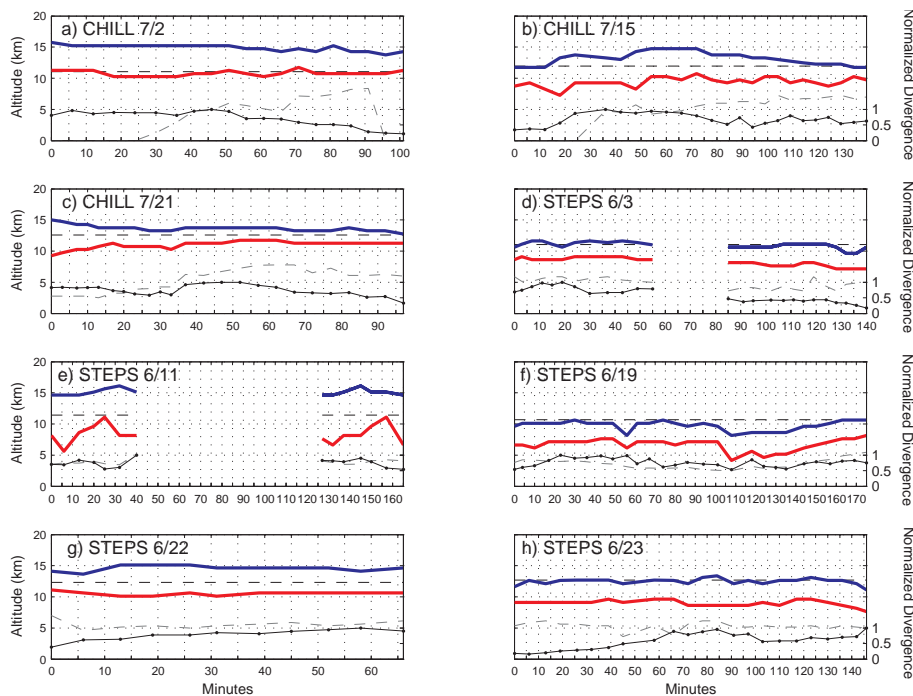 a) CHILL 7/2
20
15
10
5
0
Altitude (km)
0 10 20 30 40 50 60 70 80 90 100
b) CHILL 7/15
1
0.5
0
Normalized Divergence
0 10 20 30 40 50 60 70 80 90 100 110 120 130
c) CHILL 7/21
20
15
10
5
0
Altitude (km)
0 10 20 30 40 50 60 70 80 90
d) STEPS 6/3
1
0.5
0
Normalized Divergence
0 10 20 30 40 50 60 70 80 90 100 110 120 130 140
e) STEPS 6/11
20
15
10
5
0
Altitude (km)
0 10 20 30 40 50 60 70 80 90 100 110 120 130 140 150 160
f) STEPS 6/19
1
0.5
0
Normalized Divergence
0 10 20 30 40 50 60 70 80 90 100 110 120 130 140 150 160 170
g) STEPS 6/22
20
15
10
5
0
Altitude (km)
0 10 20 30 40 50 60
Minutes
h) STEPS 6/23
1
0.5
0
Normalized Divergence
0 10 20 30 40 50 60 70 80 90 100 110 120 130 140
Minutes